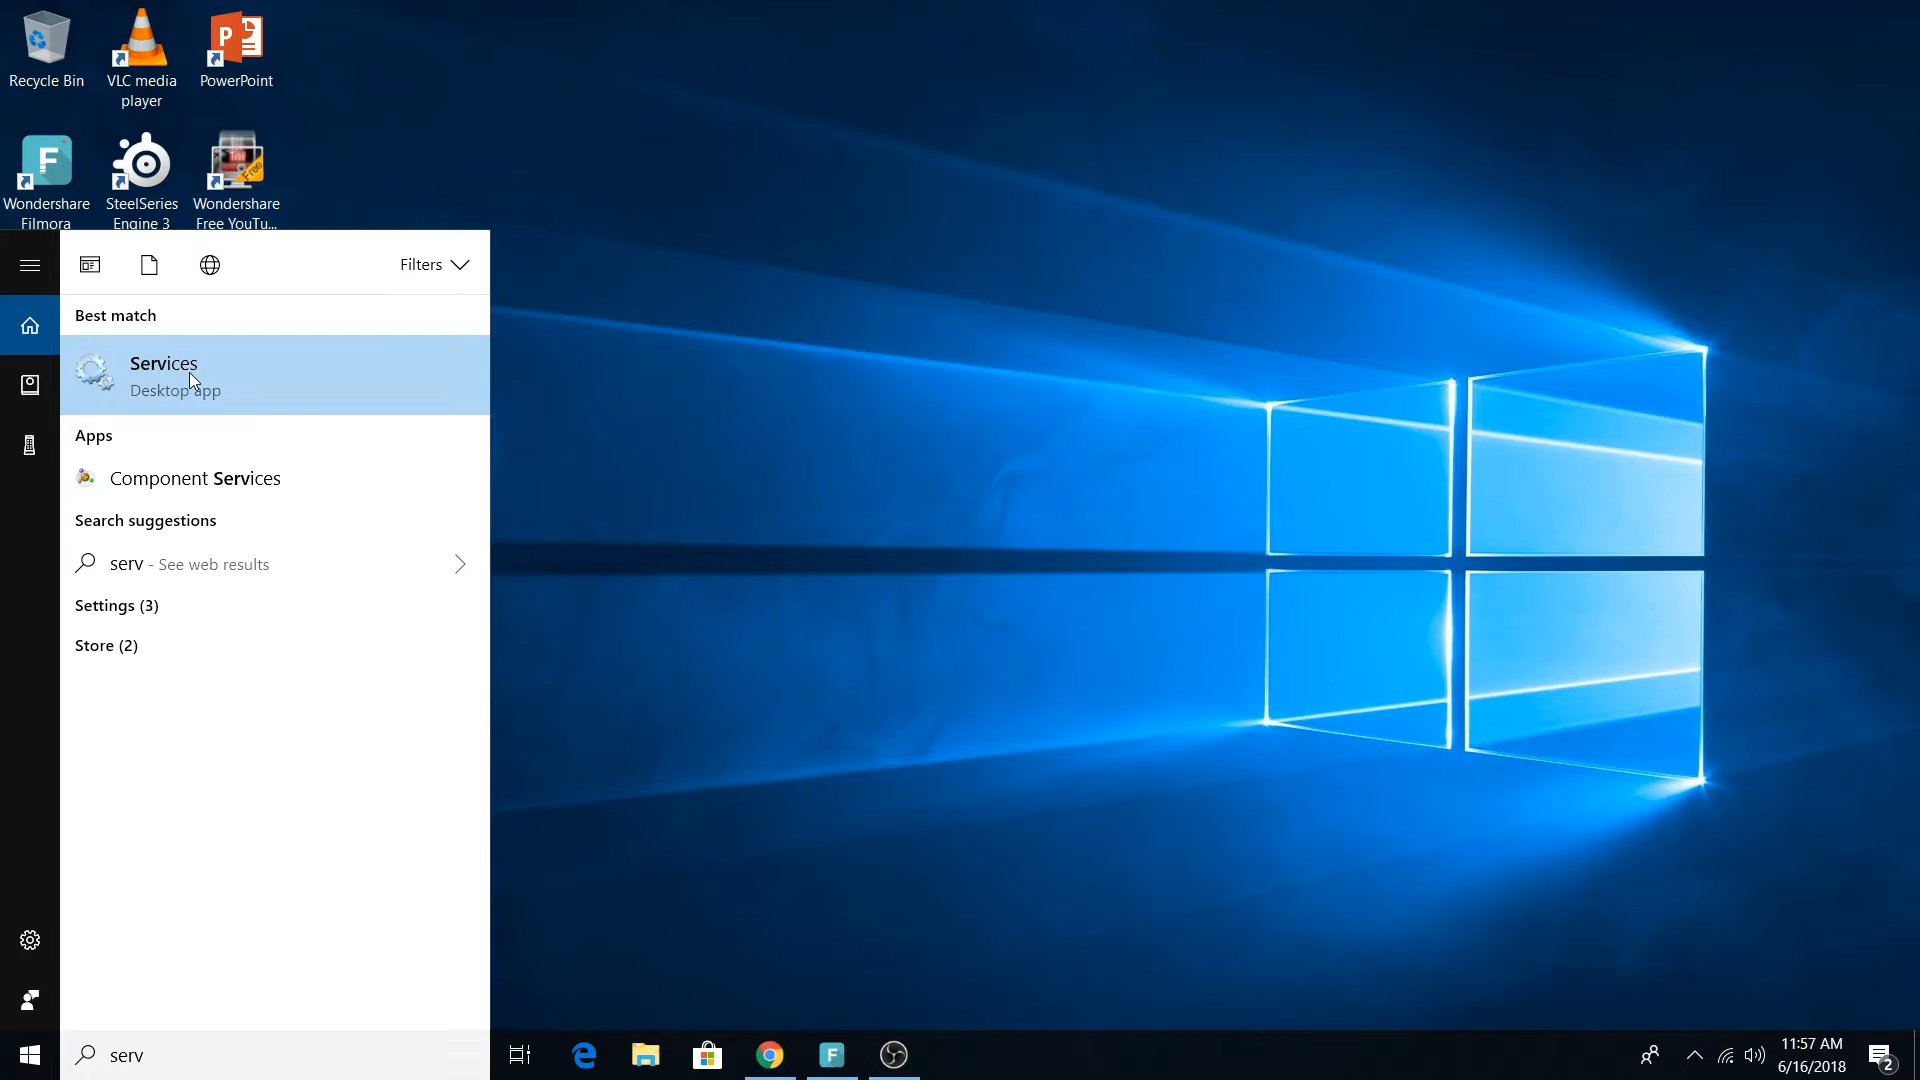 Recycle Bin
VLC media
player
PowerPoint
Wondershare
Filmora
SteelSeries
Engine 3
Wondershare
Free YouTu...
Filters
Best match
Services
Desktop app
Apps
Component Services
Search suggestions
serv - See web results
Settings (3)
Store (2)
serv
11:57 AM
6/16/2018
2